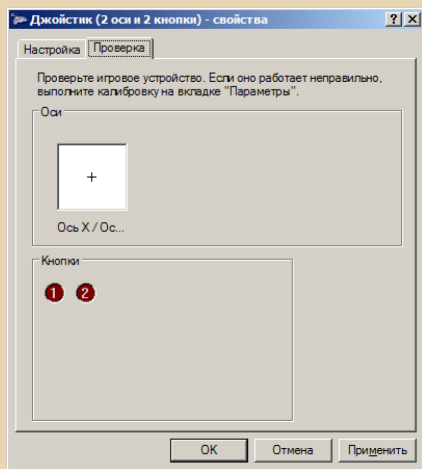 Джойстик (2 оси и 2 кнопки) - свойства
Настройка Проверка
Проверьте игровое устройство. Если оно работает неправильно,
выполните калибровку на вкладке "Параметры".
Оси
Ось X / Ос...
Кнопки
1 2
OK Отмена Применить